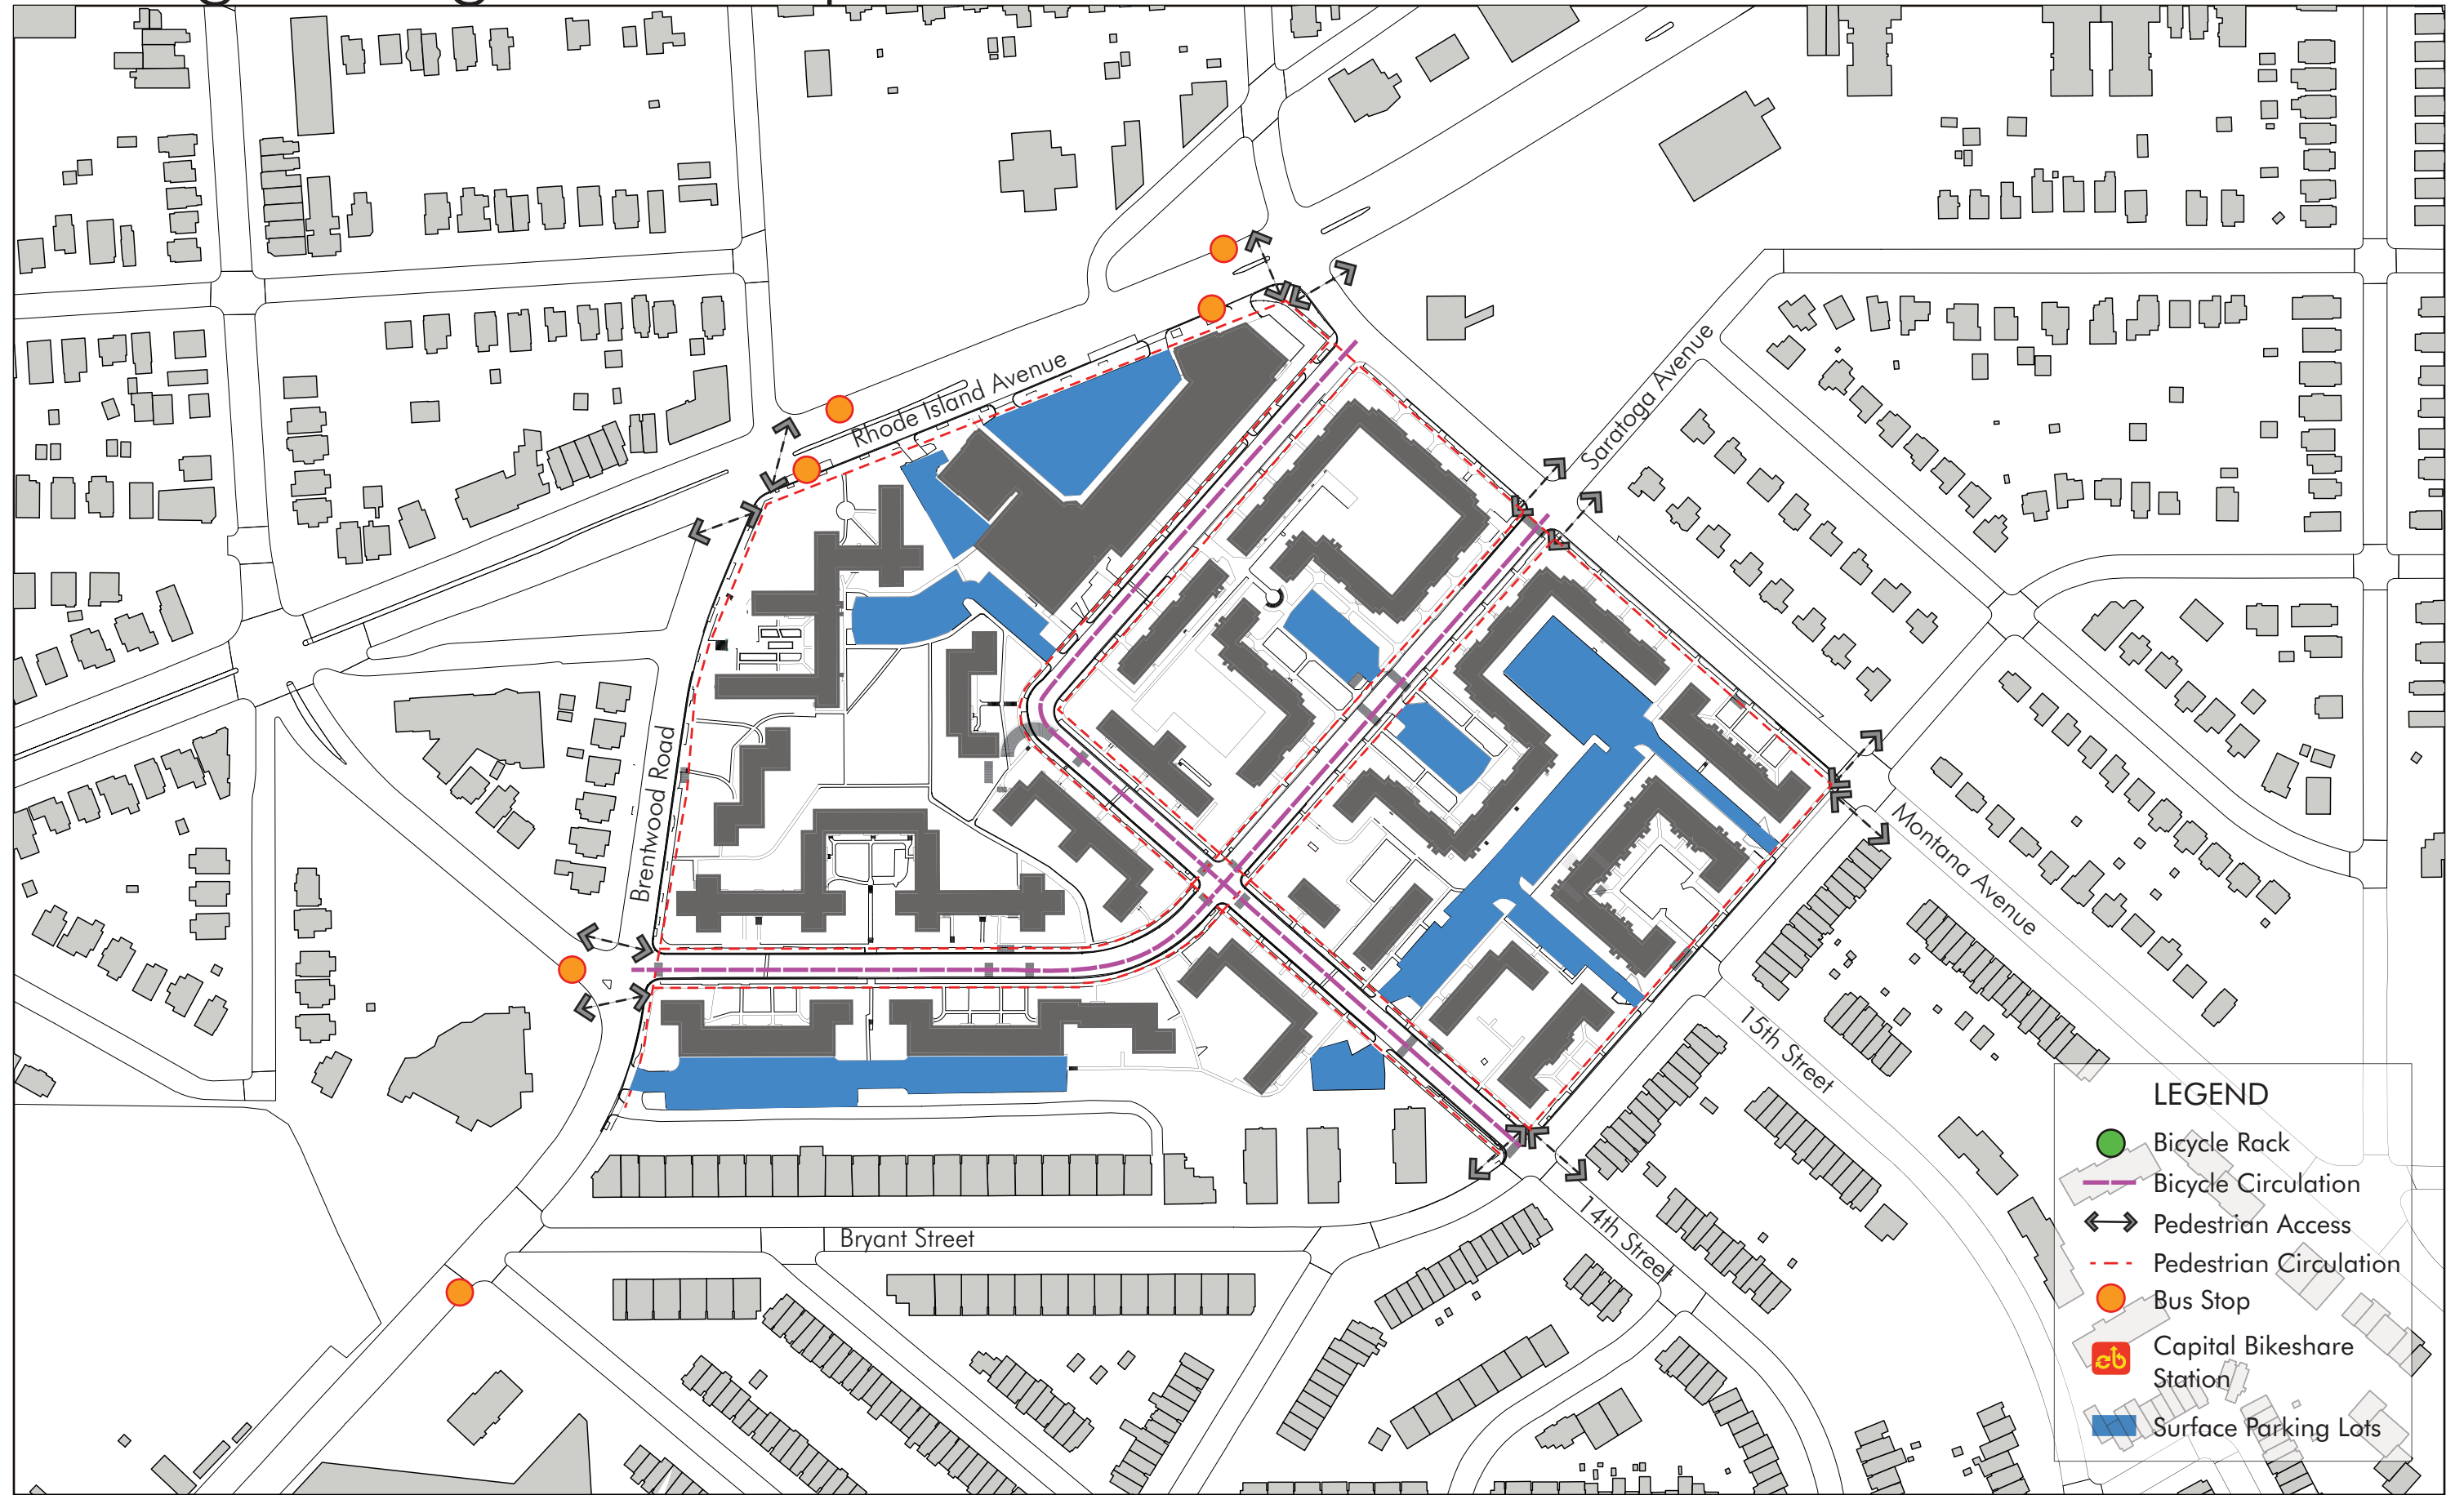 Rhode Island Avenue
Saratoga Avenue
Brentwood Road
Montana Avenue
15th Street
14th Street
Bryant Street
LEGEND
Bicycle Rack
Bicycle Circulation
Pedestrian Access
Pedestrian Circulation
Bus Stop
Capital Bikeshare
Station
Surface Parking Lots